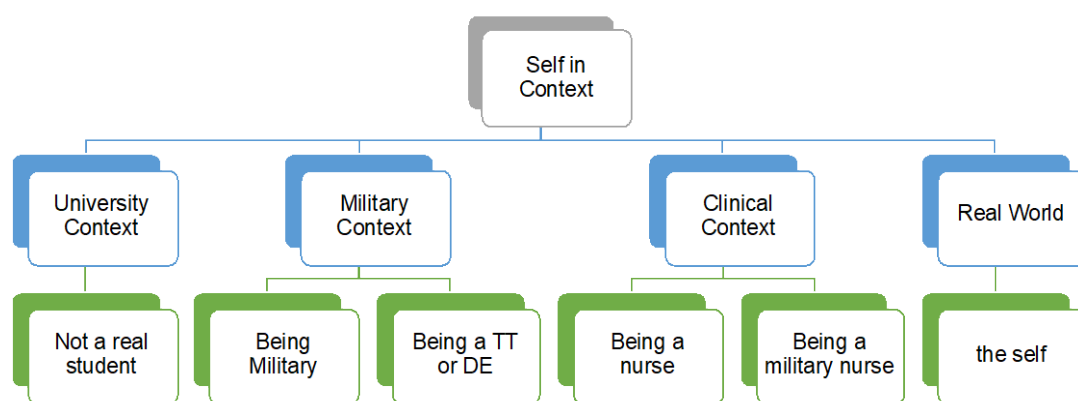 Self in
Context
University
Context
Military
Context
Clinical
Context
Real World
Not a real
student
Being
Military
Being a TT
or DE
Being a
nurse
Being a
military nurse
the self